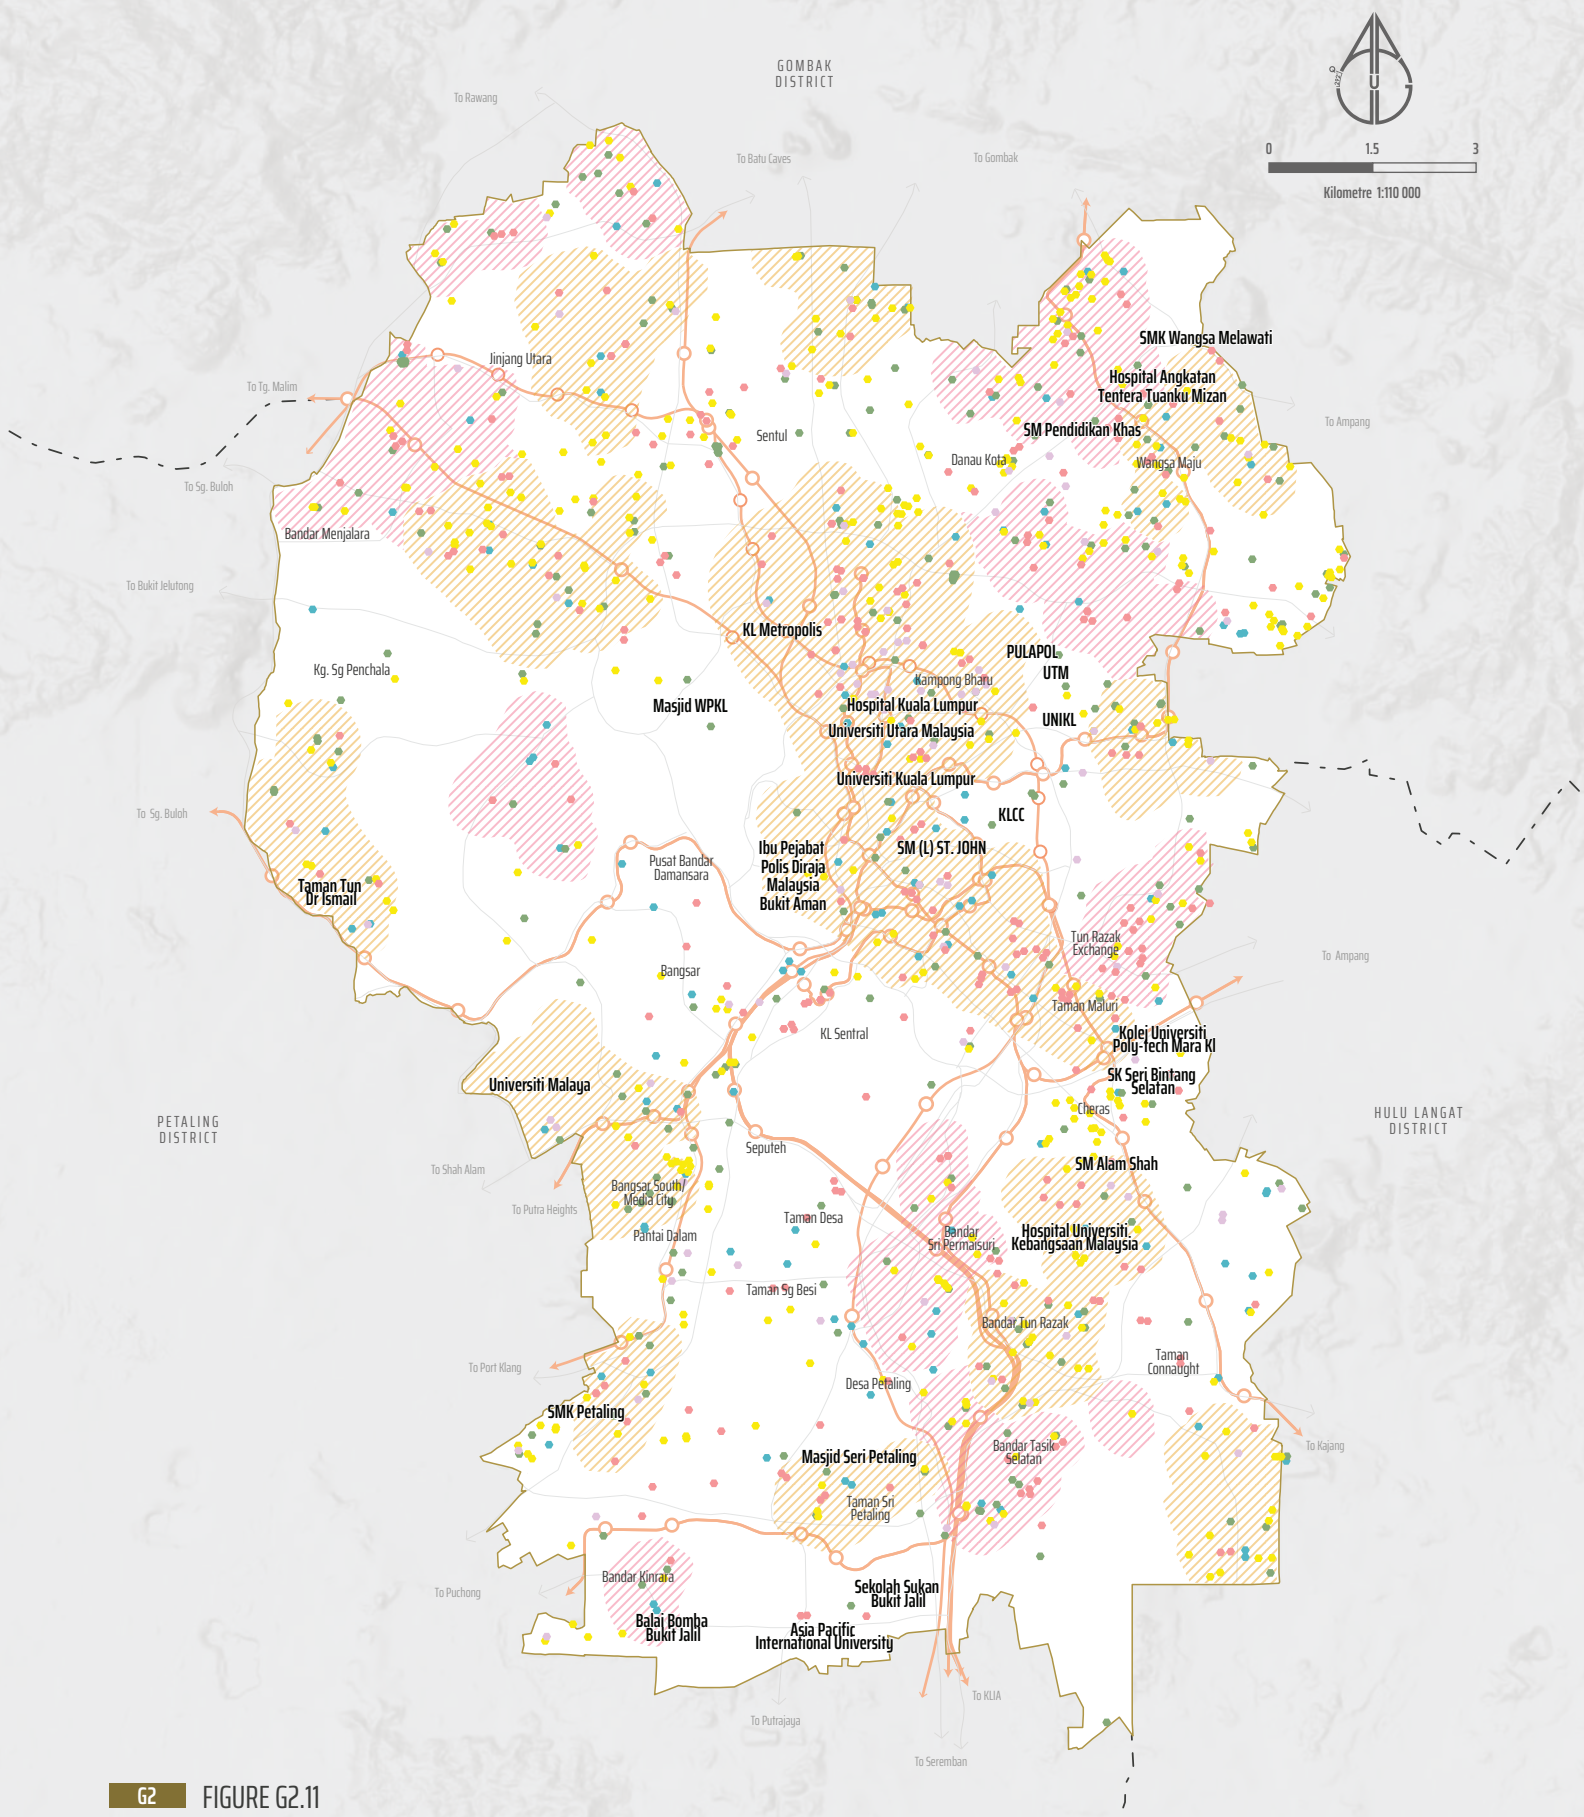 GOMBAK
DISTRICT
To Rawang
To Batu Caves
To Gombak
U
0 1.5 3
Kilometre 1:110 000
SMK Wangsa Melawati
Jinjang Utara
Hospital Angkatan
Tentera Tuanku Mizan
To Tg. Malim
To Ampang
SM Pendidikan Khas
Sentul
Danau Kota
Wangsa Maju
To Sg. Buloh
Bandar Menjalara
To Bukit Jelutong
KL Metropolis
PULAPOL
UTM
Kg. Sg Penchala
Kampong Bharu
Masjid WPKL
Hospital Kuala Lumpur
UNIKL
Universiti Utara Malaysia
Universiti Kuala Lumpur
To Sg. Buloh
KLCC
Ibu Pejabat
Polis Diraja
Malaysia
Bukit Aman
SM (L) ST. JOHN
Pusat Bandar
Damansara
Taman Tun
Dr Ismail
Tun Razak
Exchange
To Ampang
Bangsar
Taman Maluri
KL Sentral
Kolej Universiti
Poly-tech Mara Kl
SK Seri Bintang
Selatan
Universiti Malaya
Cheras
PETALING
DISTRICT
HULU LANGAT
DISTRICT
Seputeh
SM Alam Shah
To Shah Alam
Bangsar South/
Media City
To Putra Heights
Taman Desa
Pantai Dalam
Bandar
Sri Permaisuri
Hospital Universiti
Kebangsaan Malaysia
Taman Sg Besi
Bandar Tun Razak
To Port Klang
Taman
Connaught
Desa Petaling
SMK Petaling
Bandar Tasik
Selatan
To Kajang
Masjid Seri Petaling
Taman Sri
Petaling
Bandar Kinrara
To Puchong
Sekolah Sukan
Bukit Jalil
Balai Bomba
Bukit Jalil
Asia Pacific
International University
To KLIA
To Putrajaya
To Seremban
G2 FIGURE G2.11